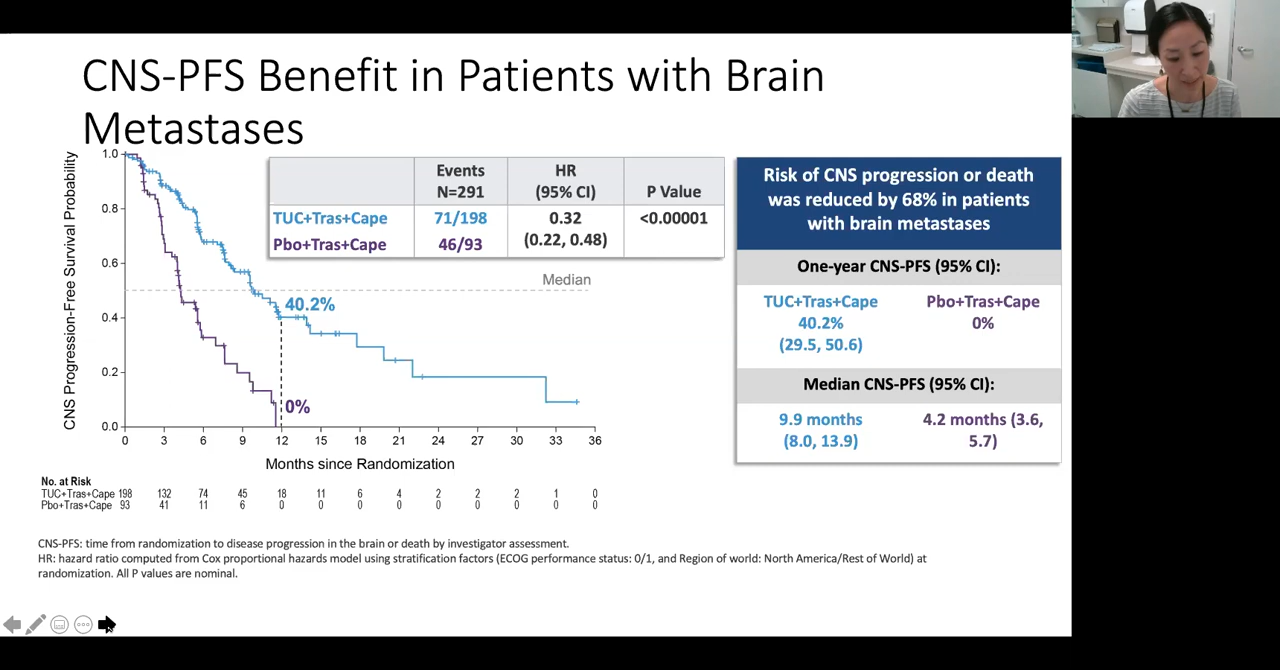 CNS-PFS Benefit in Patients with Brain
Metastases
CNS Progression-Free Survival Probability
1.0
0.8
0.6
0.4
0.2
0.0
0 3 6 9 12 15 18 21 24 27 30 33 36
Months since Randomization
Median
40.2%
0%
Events
N=291
HR
(95% CI)
P Value
TUC+Tras+Cape 71/198 0.32 <0.00001
Pbo+Tras+Cape 46/93 (0.22, 0.48)
Risk of CNS progression or death
was reduced by 68% in patients
with brain metastases
One-year CNS-PFS (95% CI):
TUC+Tras+Cape Pbo+Tras+Cape
40.2% 0%
(29.5, 50.6)
Median CNS-PFS (95% CI):
9.9 months 4.2 months (3.6,
(8.0, 13.9) 5.7)
No. at Risk
TUC+Tras+Cape 198 132 74 45 18 11 6 4 2 2 2 1 0
Pbo+Tras+Cape 93 41 11 6 0 0 0 0 0 0 0 0 0
CNS-PFS: time from randomization to disease progression in the brain or death by investigator assessment.
HR: hazard ratio computed from Cox proportional hazards model using stratification factors (ECOG performance status: 0/1, and Region of world: North America/Rest of World) at
randomization. All P values are nominal.